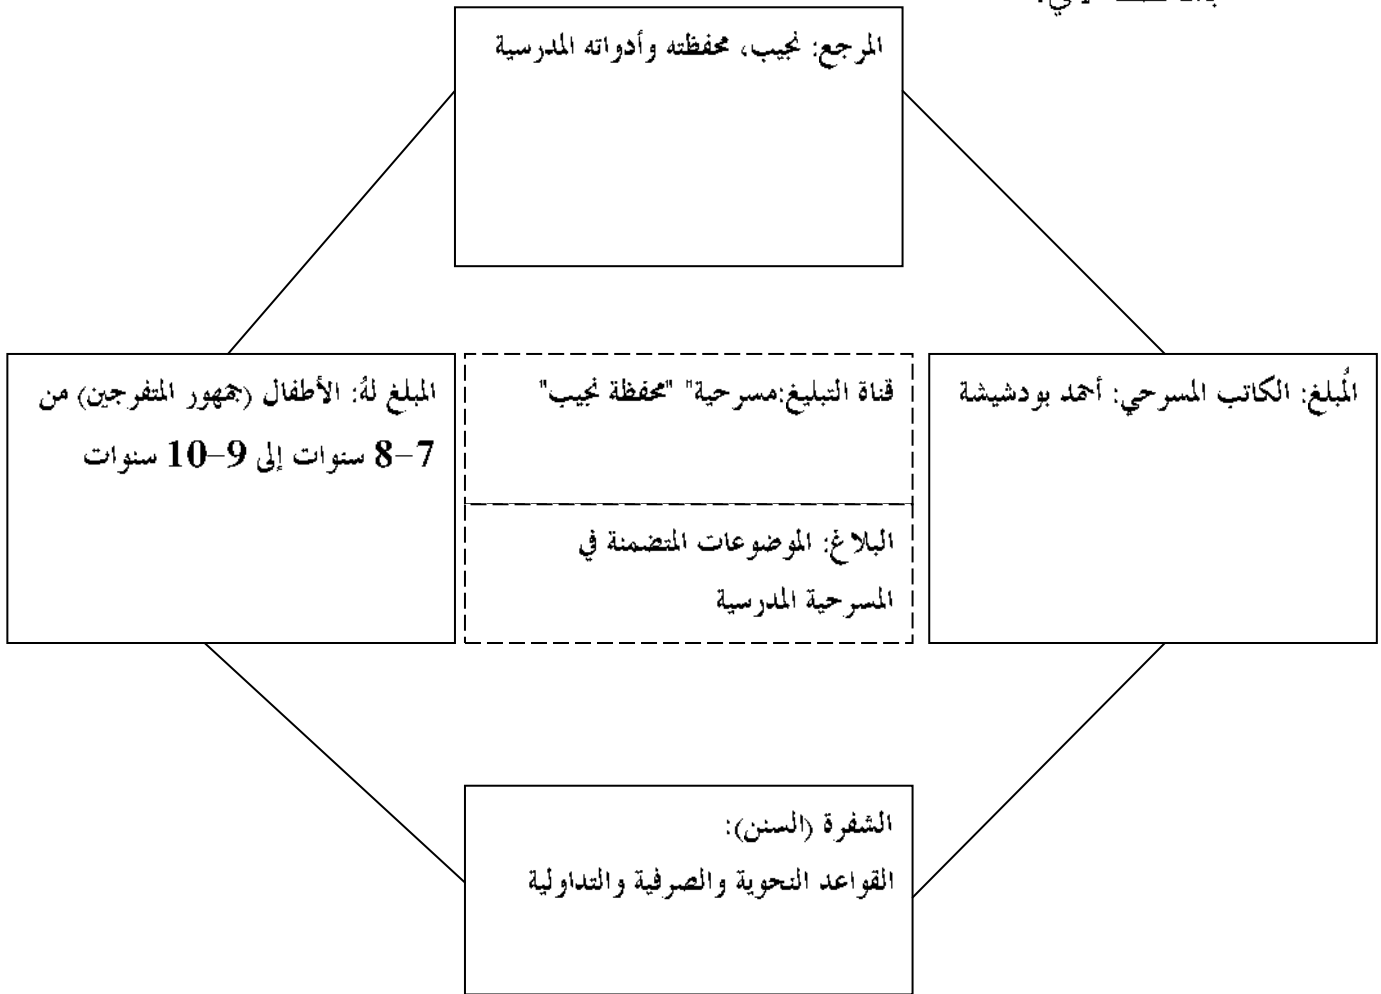 المرجع: نجيب، محفظته وأدواته المدرسية
المُبلغ: الكاتب المسرحي: أحمد بودشيشة
قناة التبليغ:مسرحية" "محفظة نجيب"
البلاغ: الموضوعات المتضمنة في
المسرحية المدرسية
المبلغ لهُ: الأطفال (جمهور المتفرجين) من
7–8 سنوات إلى 9–10 سنوات
الشفرة (السنن):
القواعد النحوية والصرفية والتداولية